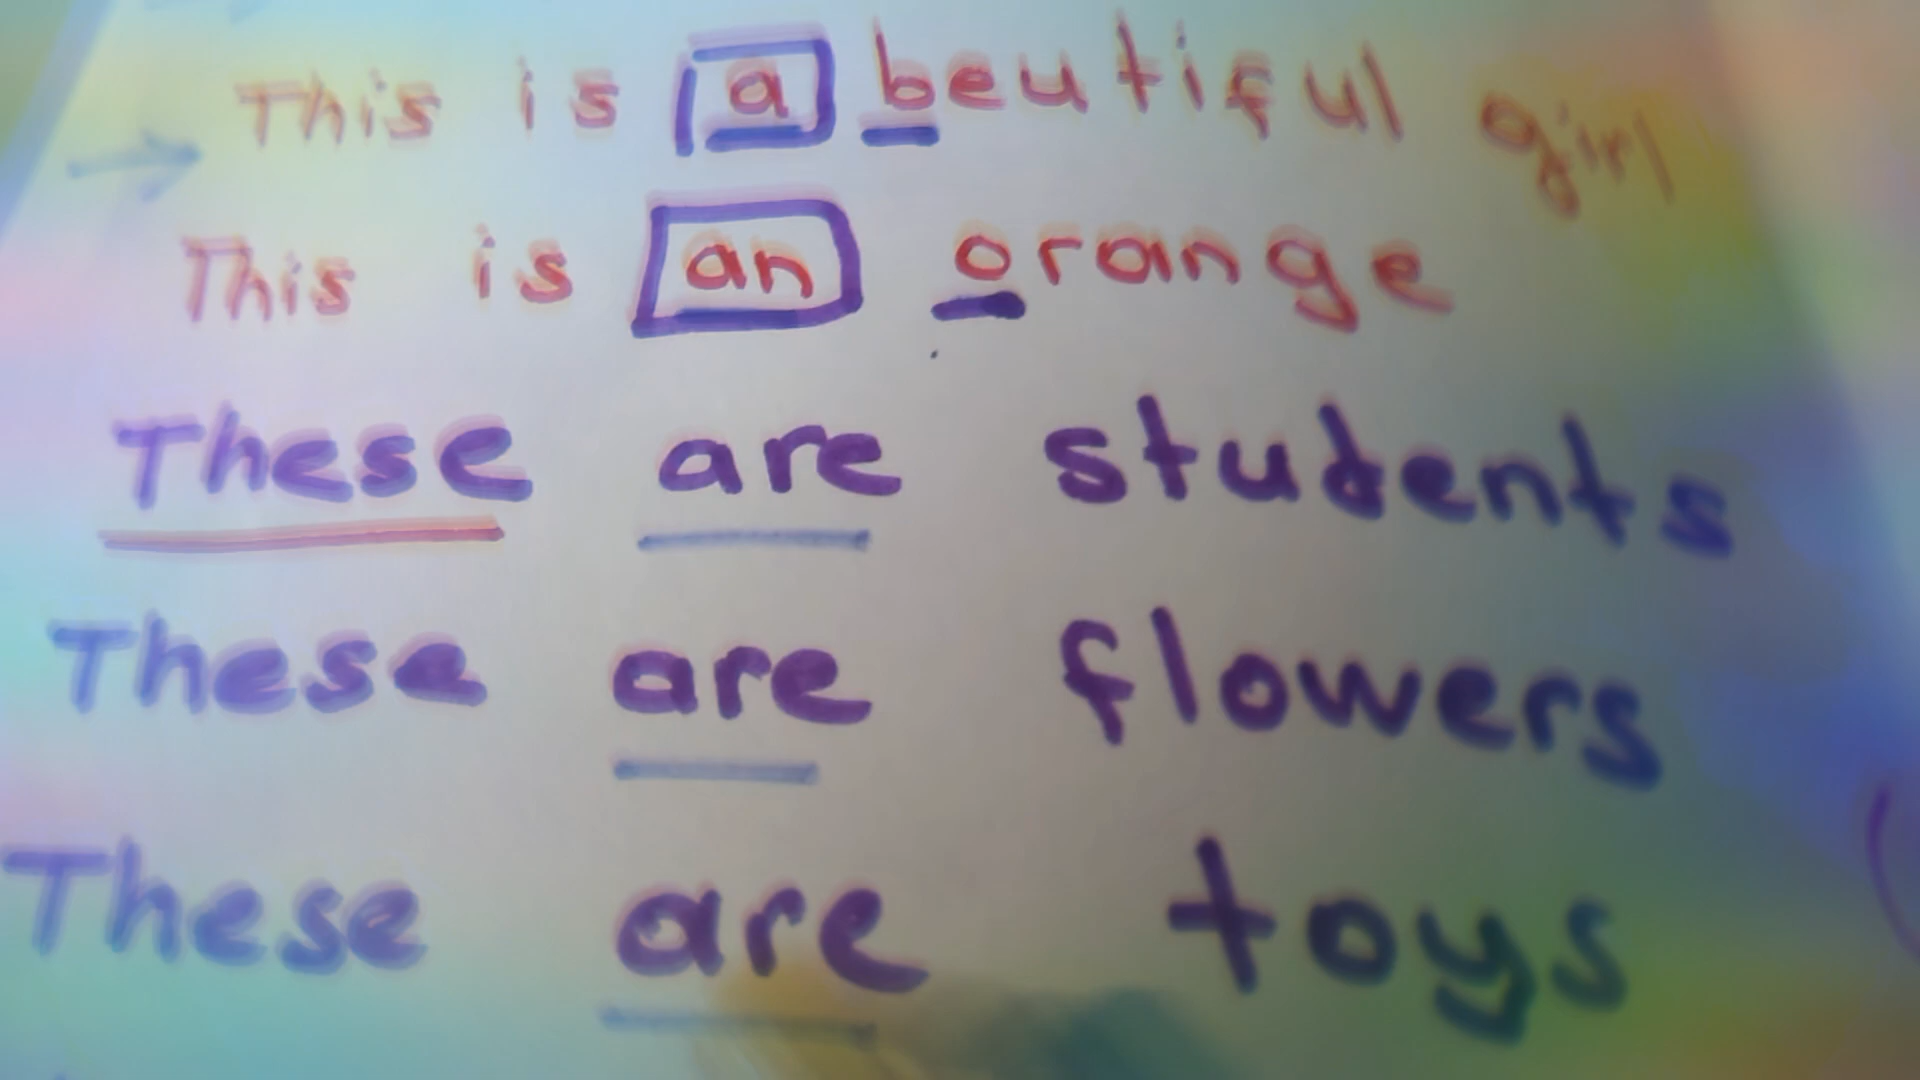 This is a beutiful girl
This is an orange
These are students
These are flowers
These are toys